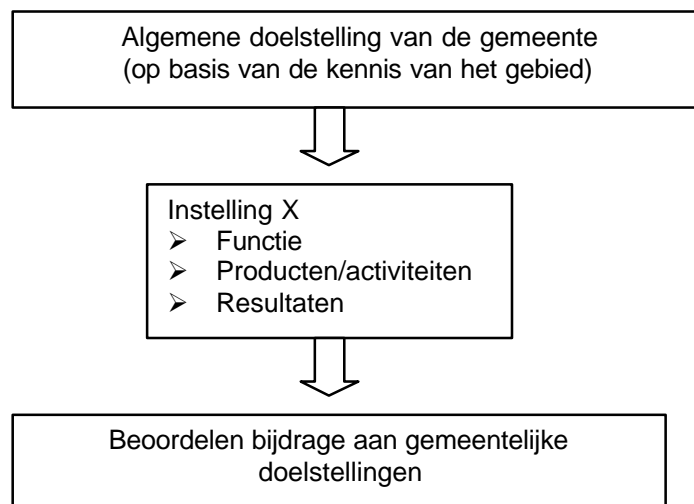 Algemene doelstelling van de gemeente
(op basis van de kennis van het gebied)
Instelling X
➢ Functie
➢ Producten/activiteiten
➢ Resultaten
Beoordelen bijdrage aan gemeentelijke
doelstellingen